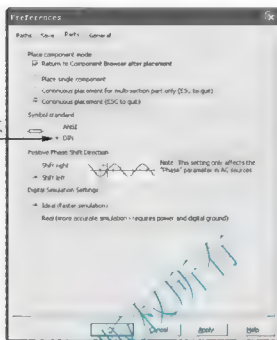 Preferences
Paths Save Parts General
Place component mode
Return to Component Browser after placement
Place single component
Continuous placement for multi-section part only (ESC to quit)
Continuous placement (ESC to quit)
Symbol standard
ANSI
DIN
Positive Phase Shift Direction
Shift right
Shift left
Note: This setting only affects the "Phase" parameter in AC sources
Digital Simulation Settings
Ideal (faster simulation)
Real (more accurate simulation - requires power and digital ground)
Cancel Apply Help